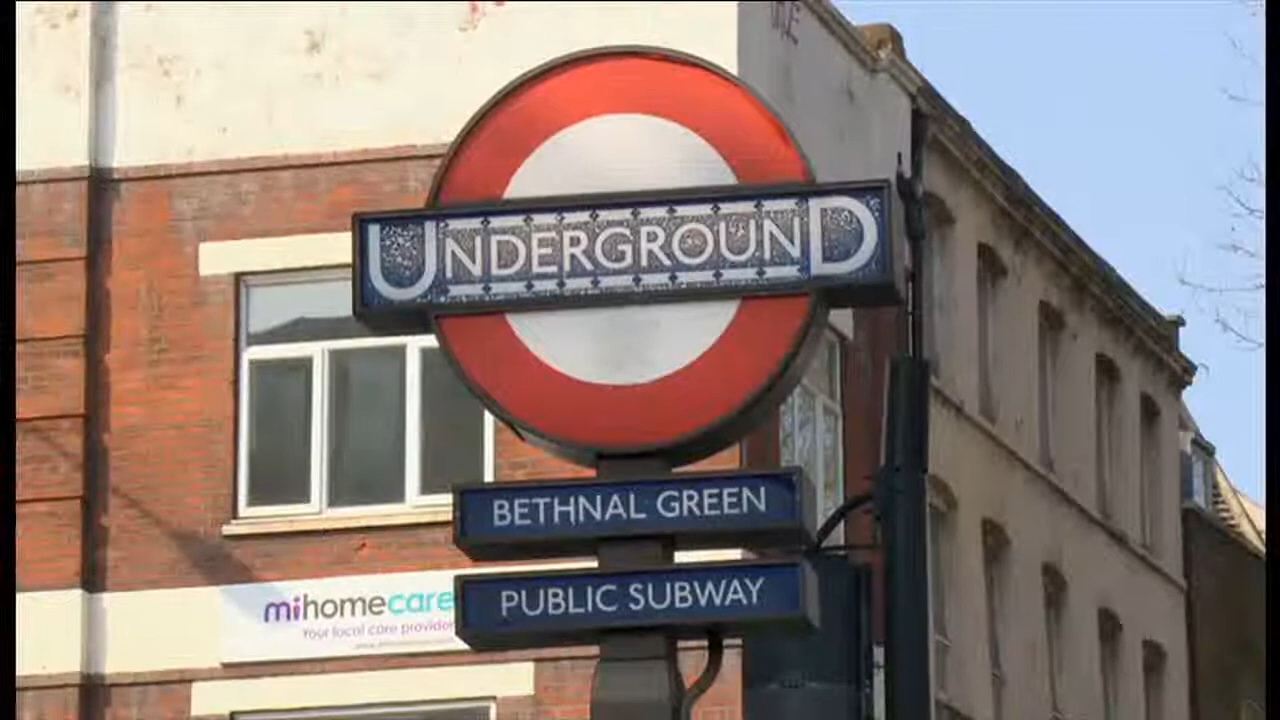 UNDERGROUND
BETHNAL GREEN
PUBLIC SUBWAY
mihomecare
Your local care provider